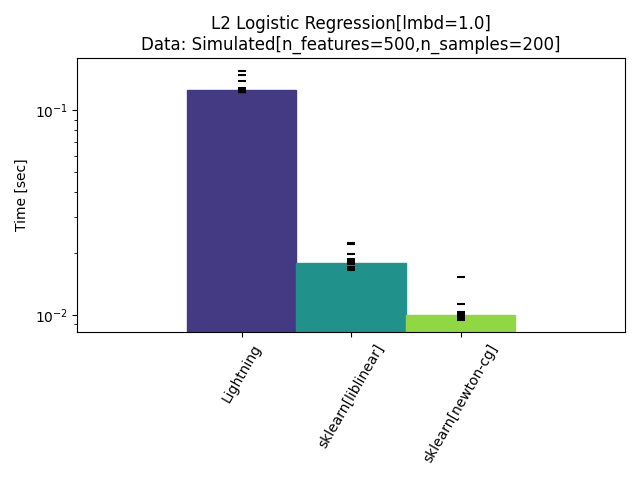 L2 Logistic Regression[lmbd=1.0]
Data: Simulated[n_features=500,n_samples=200]
Time [sec]
10⁻¹
10⁻²
Lightning
sklearn[liblinear]
sklearn[newton-cg]